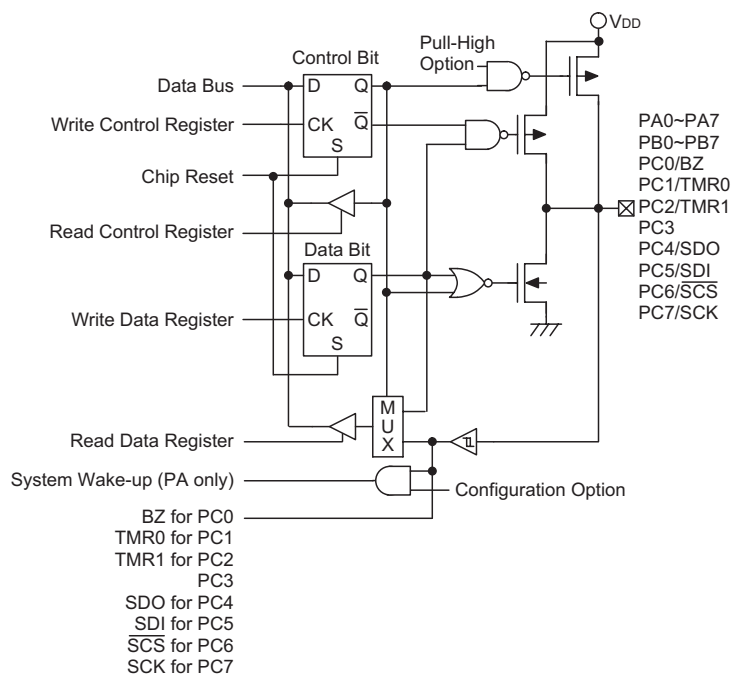 VDD
Control Bit
Pull-High
Option
Data Bus
D
Q
Write Control Register
CK
Q̅
S
Chip Reset
Read Control Register
PA0~PA7
PB0~PB7
PC0/BZ
PC1/TMR0
PC2/TMR1
PC3
PC4/SDO
PC5/SDI
PC6/S̅C̅S̅
PC7/SCK
Data Bit
D
Q
Write Data Register
CK
Q̅
S
M
U
X
Read Data Register
System Wake-up (PA only)
Configuration Option
BZ for PC0
TMR0 for PC1
TMR1 for PC2
PC3
SDO for PC4
SDI for PC5
S̅C̅S̅ for PC6
SCK for PC7